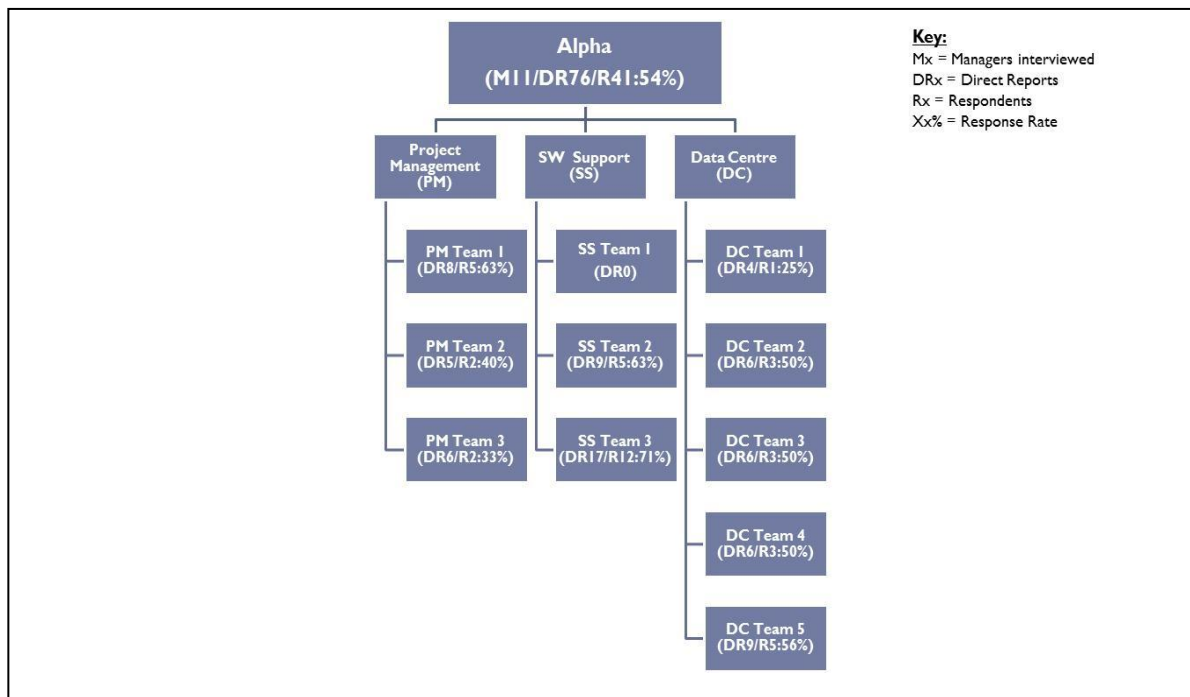 Alpha
(M11/DR76/R41:54%)
Key:
Mx = Managers interviewed
DRx = Direct Reports
Rx = Respondents
Xx% = Response Rate
Project
Management
(PM)
SW Support
(SS)
Data Centre
(DC)
PM Team 1
(DR8/R5:63%)
SS Team 1
(DR0)
DC Team 1
(DR4/R1:25%)
PM Team 2
(DR5/R2:40%)
SS Team 2
(DR9/R5:63%)
DC Team 2
(DR6/R3:50%)
PM Team 3
(DR6/R2:33%)
SS Team 3
(DR17/R12:71%)
DC Team 3
(DR6/R3:50%)
DC Team 4
(DR6/R3:50%)
DC Team 5
(DR9/R5:56%)